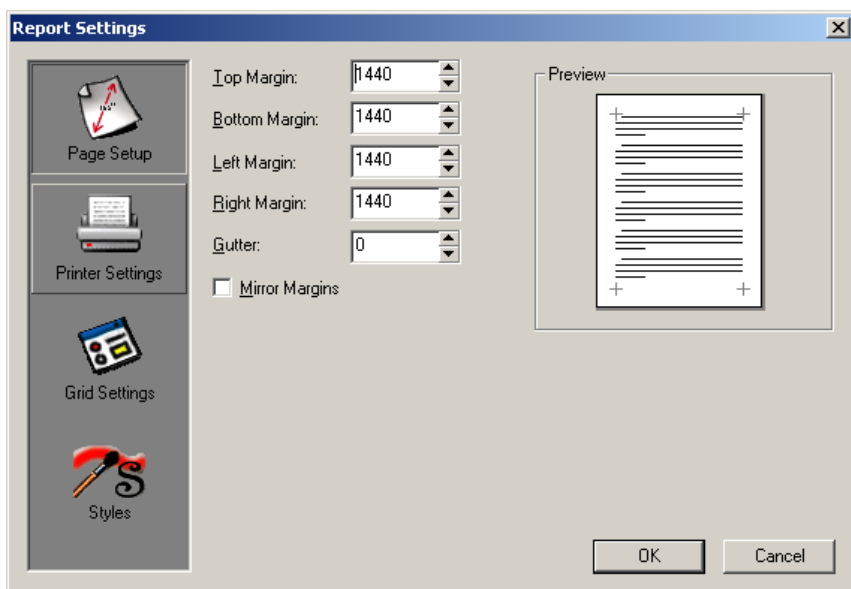 Report Settings
Page Setup
Printer Settings
Grid Settings
Styles
Top Margin: 1440
Bottom Margin: 1440
Left Margin: 1440
Right Margin: 1440
Gutter: 0
Mirror Margins
Preview
OK Cancel